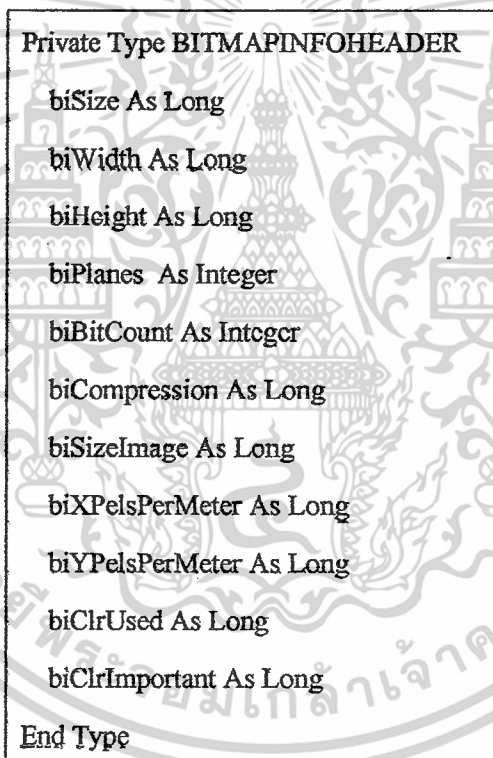 Private Type BITMAPINFOHEADER
biSize As Long
biWidth As Long
biHeight As Long
biPlanes As Integer
biBitCount As Integer
biCompression As Long
biSizeImage As Long
biXPelsPerMeter As Long
biYPelsPerMeter As Long
biClrUsed As Long
biClrImportant As Long
End Type